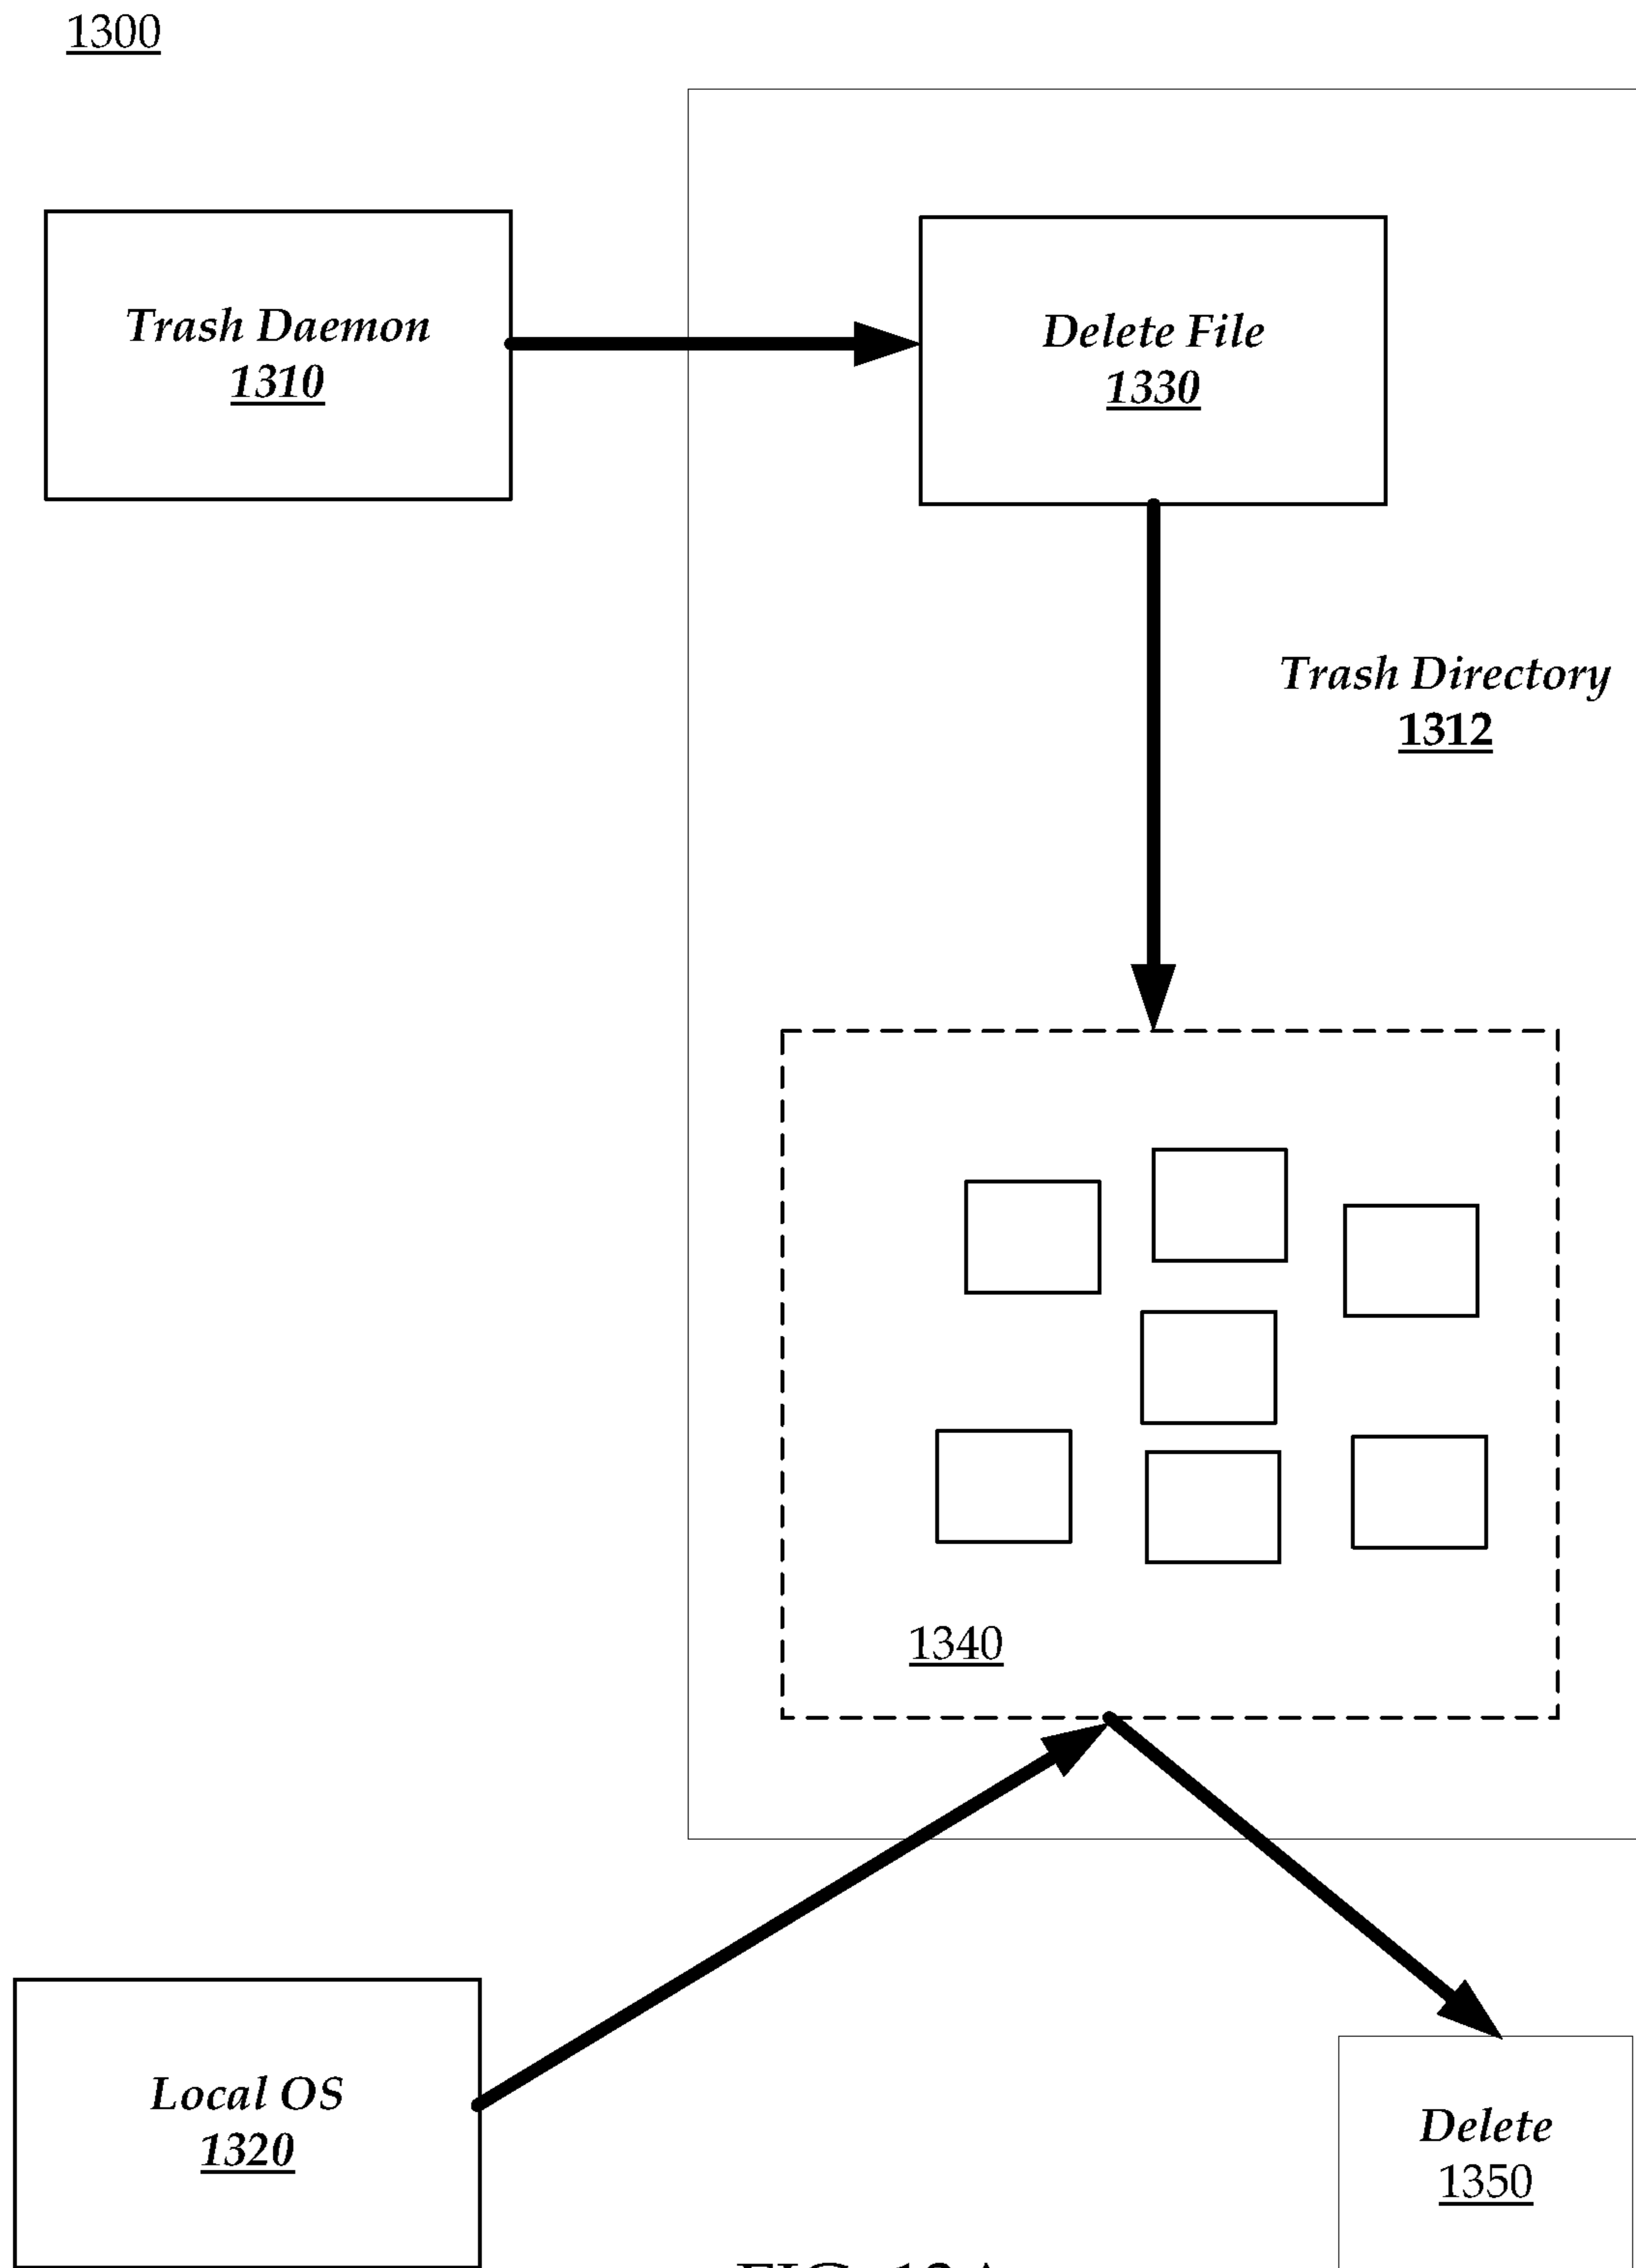 1300
Trash Daemon
1310
Delete File
1330
Trash Directory
1312
1340
Local OS
1320
Delete
1350